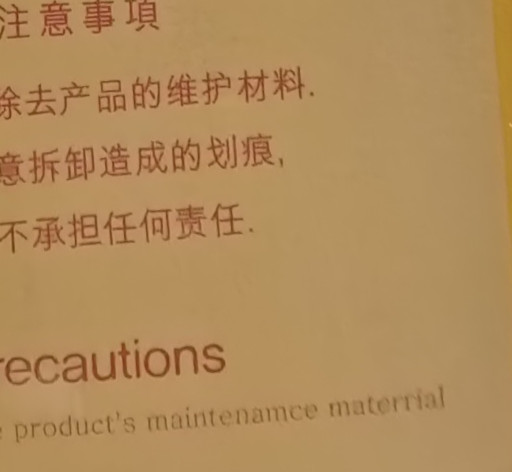 注意事項
除去产品的维护材料.
意拆卸造成的划痕,
不承担任何责任.
recautions
product's maintenamce materrial